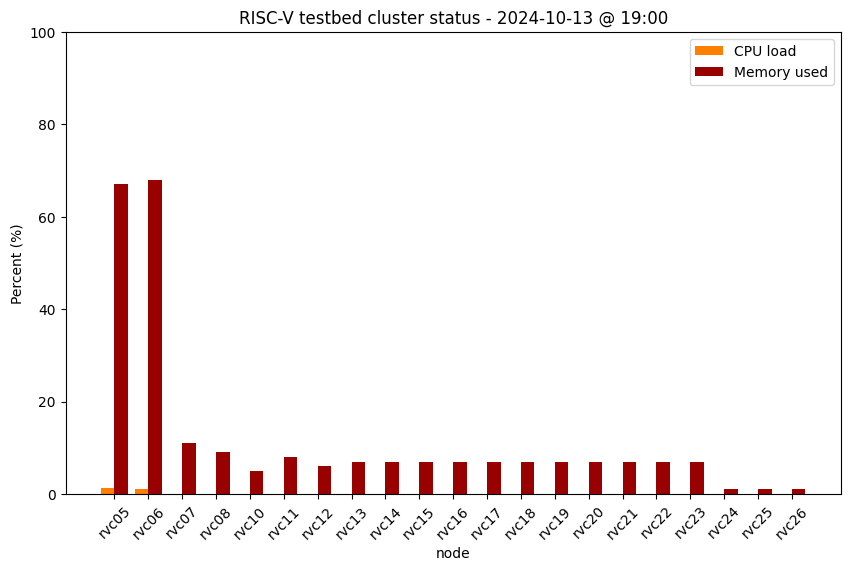 RISC-V testbed cluster status - 2024-10-13 @ 19:00
CPU load
Memory used
Percent (%)
100
80
60
40
20
0
rvc05 rvc06 rvc07 rvc08 rvc10 rvc11 rvc12 rvc13 rvc14 rvc15 rvc16 rvc17 rvc18 rvc19 rvc20 rvc21 rvc22 rvc23 rvc24 rvc25 rvc26
node